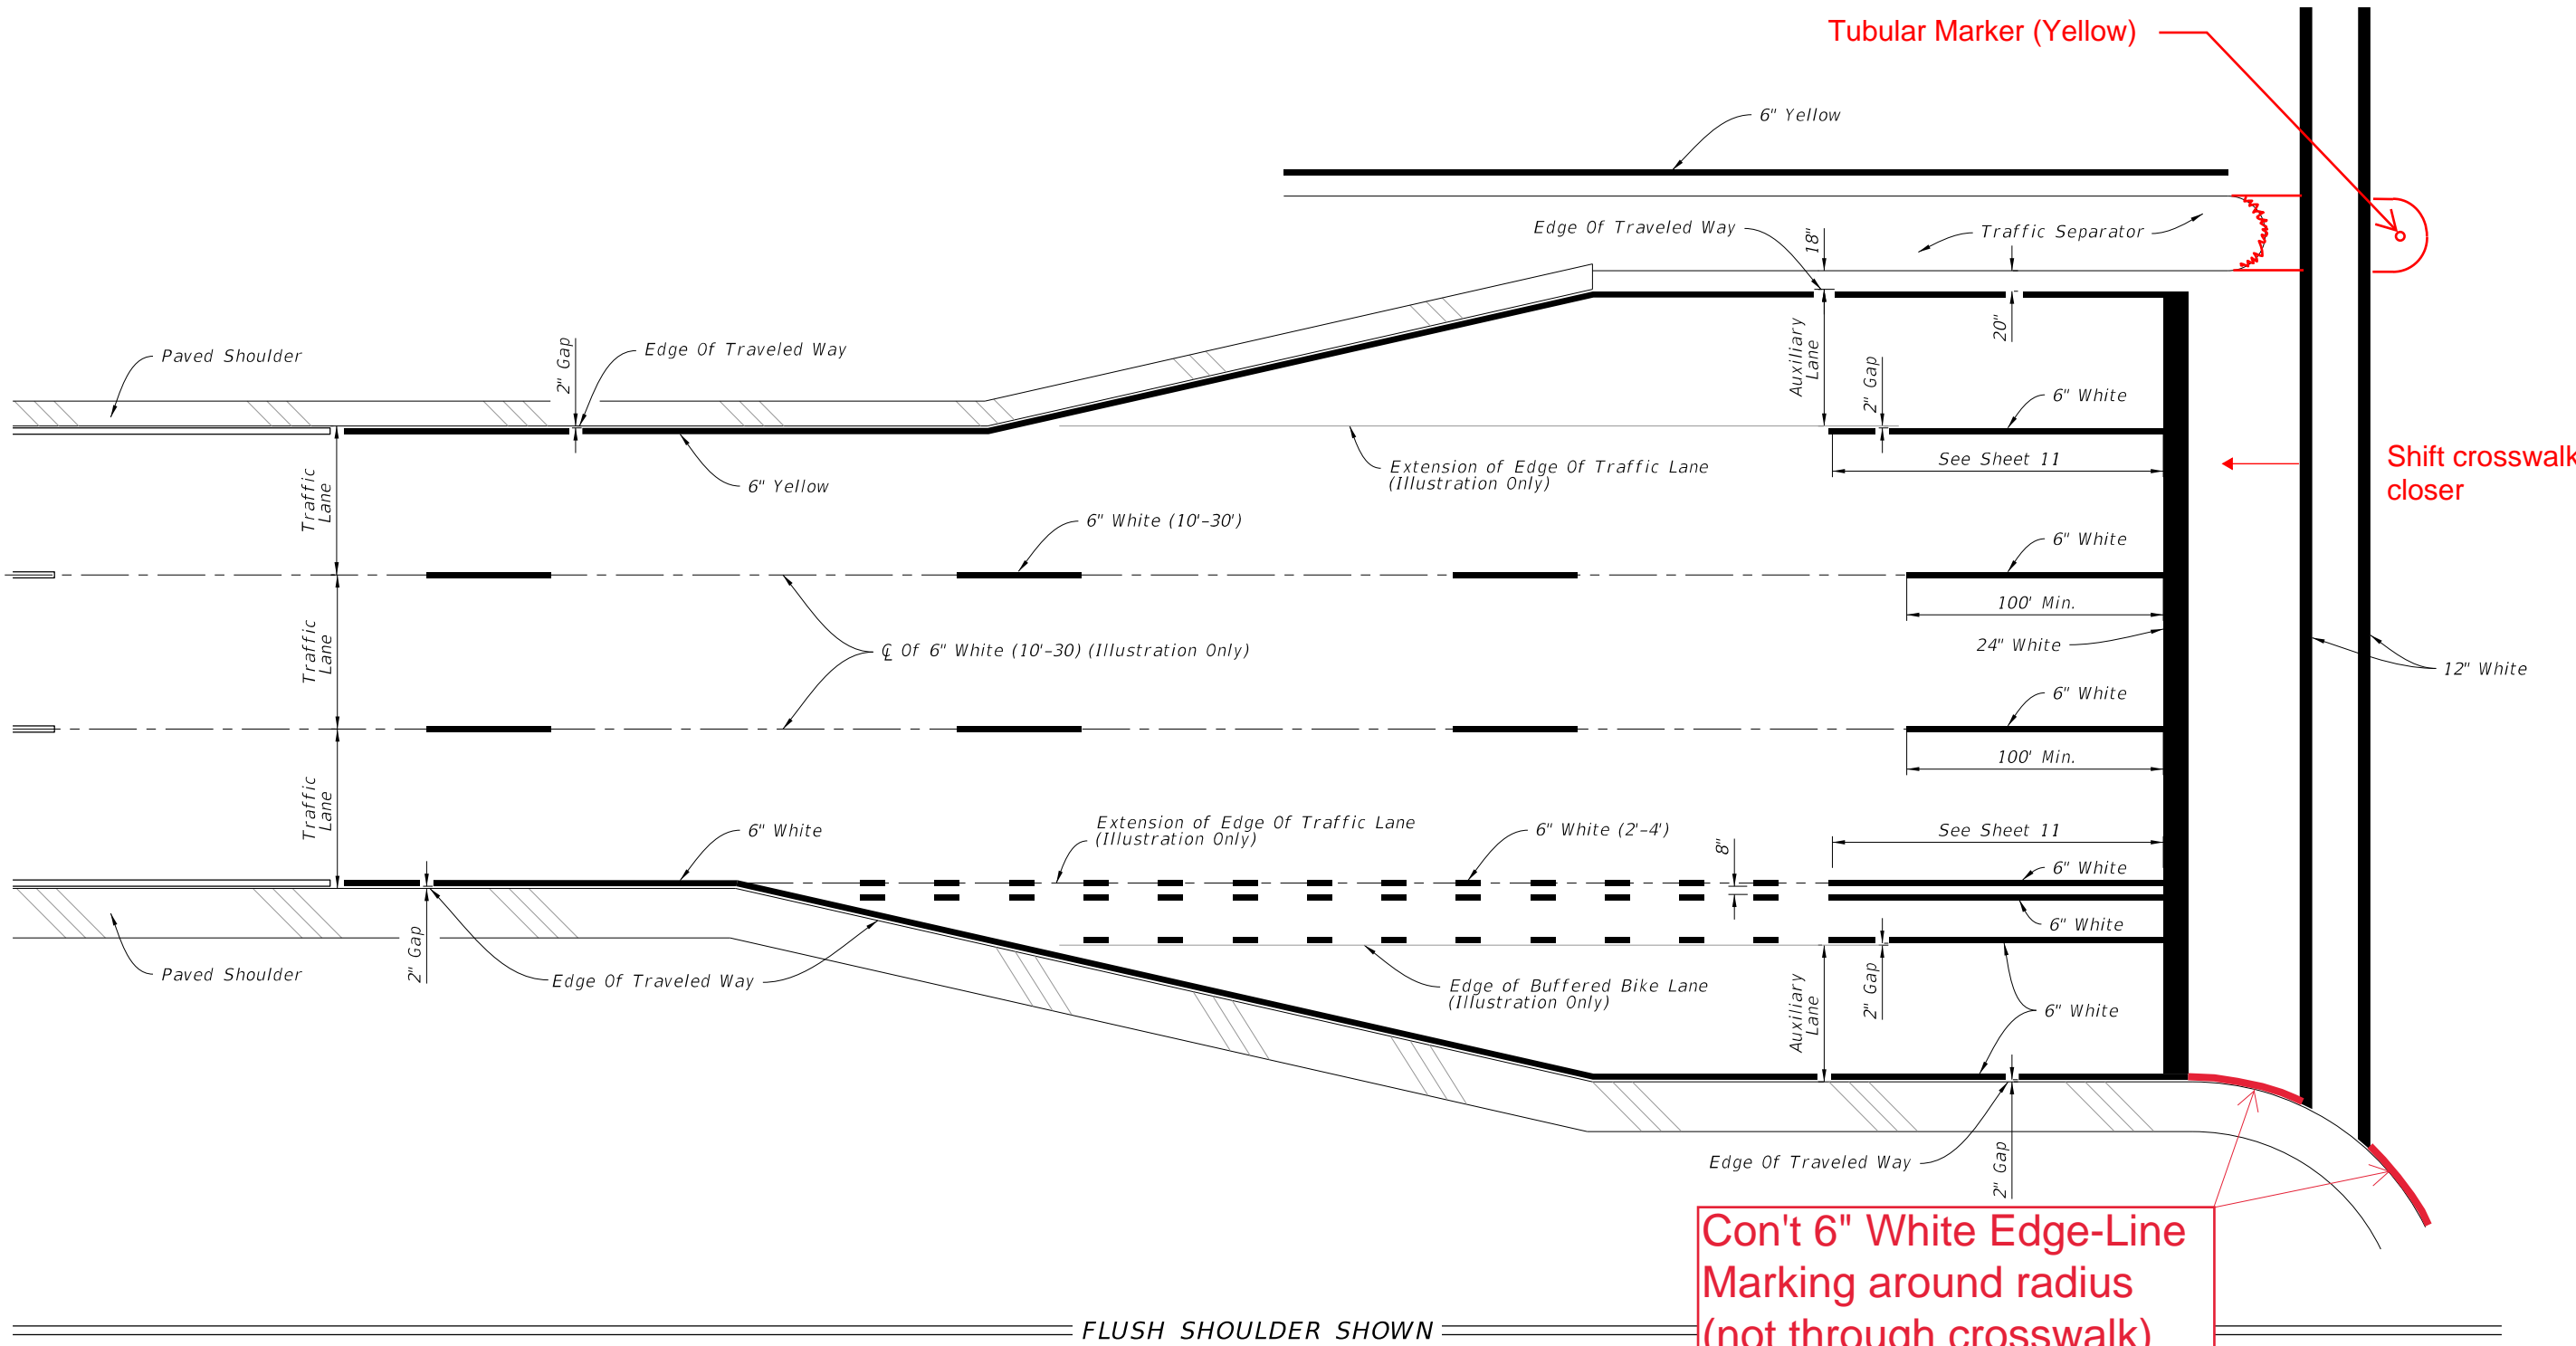 Tubular Marker (Yellow)
6" Yellow
Edge Of Traveled Way
18"
Traffic Separator
20"
Auxiliary
Lane
Paved Shoulder
2" Gap
Edge Of Traveled Way
2" Gap
6" White
See Sheet 11
Shift crosswalk
closer
Extension of Edge Of Traffic Lane
(Illustration Only)
6" Yellow
Traffic
Lane
6" White (10'-30')
6" White
100' Min.
24" White
12" White
℄ Of 6" White (10'-30) (Illustration Only)
Traffic
Lane
6" White
100' Min.
Traffic
Lane
6" White
Extension of Edge Of Traffic Lane
(Illustration Only)
6" White (2'-4')
8"
See Sheet 11
6" White
6" White
Paved Shoulder
2" Gap
Edge Of Traveled Way
Edge of Buffered Bike Lane
(Illustration Only)
Auxiliary
Lane
2" Gap
6" White
Edge Of Traveled Way
2" Gap
Con't 6" White Edge-Line
Marking around radius
(not through crosswalk)
FLUSH SHOULDER SHOWN